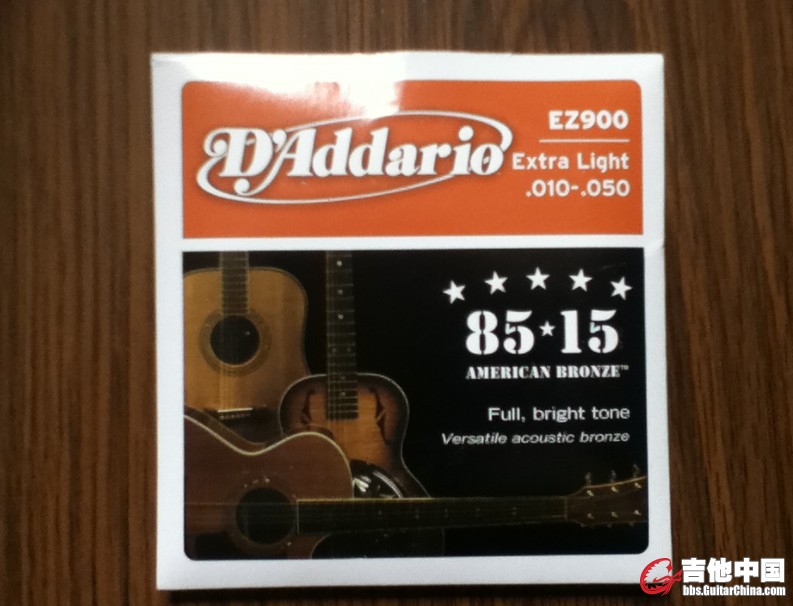 D'Addario
EZ900
Extra Light
.010-.050
85★15
AMERICAN BRONZE™
Full, bright tone
Versatile acoustic bronze
吉他中国
bbs.GuitarChina.com